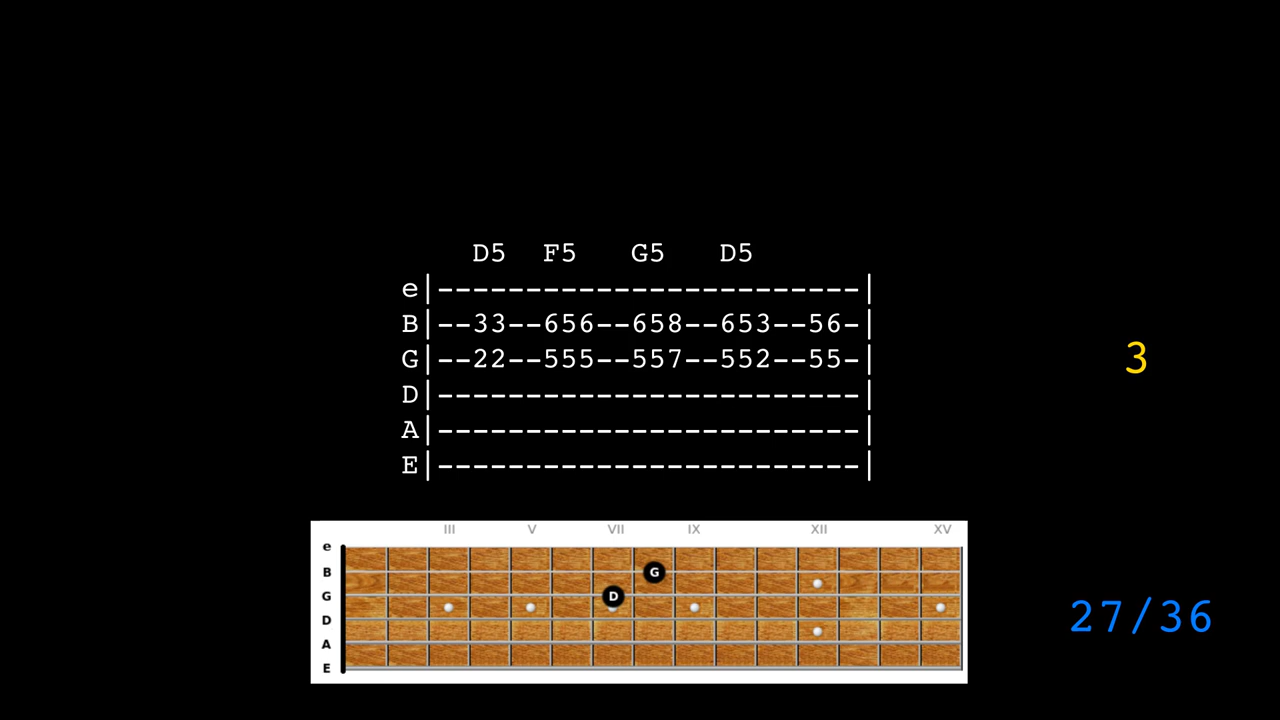 D5 F5 G5 D5
e|------------------------|
B|--33--656--658--653--56-|
G|--22--555--557--552--55-|
D|------------------------|
A|------------------------|
E|------------------------|
3
III V VII IX XII XV
e
B G
G D
D
A
E
27/36